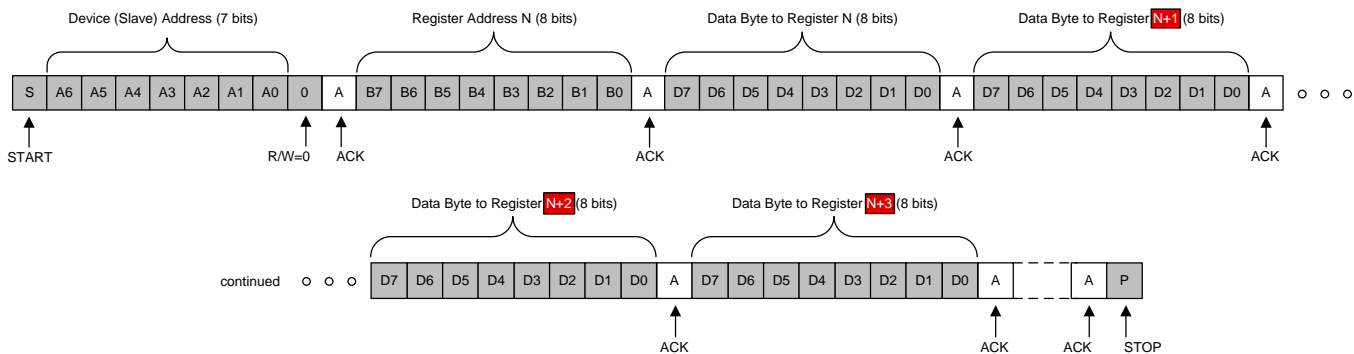 Device (Slave) Address (7 bits) Register Address N (8 bits) Data Byte to Register N (8 bits) Data Byte to Register N+1 (8 bits)
S A6 A5 A4 A3 A2 A1 A0 0 A B7 B6 B5 B4 B3 B2 B1 B0 A D7 D6 D5 D4 D3 D2 D1 D0 A D7 D6 D5 D4 D3 D2 D1 D0 A
START R/W=0 ACK ACK ACK ACK
Data Byte to Register N+2 (8 bits) Data Byte to Register N+3 (8 bits)
continued D7 D6 D5 D4 D3 D2 D1 D0 A D7 D6 D5 D4 D3 D2 D1 D0 A A P
ACK ACK ACK STOP